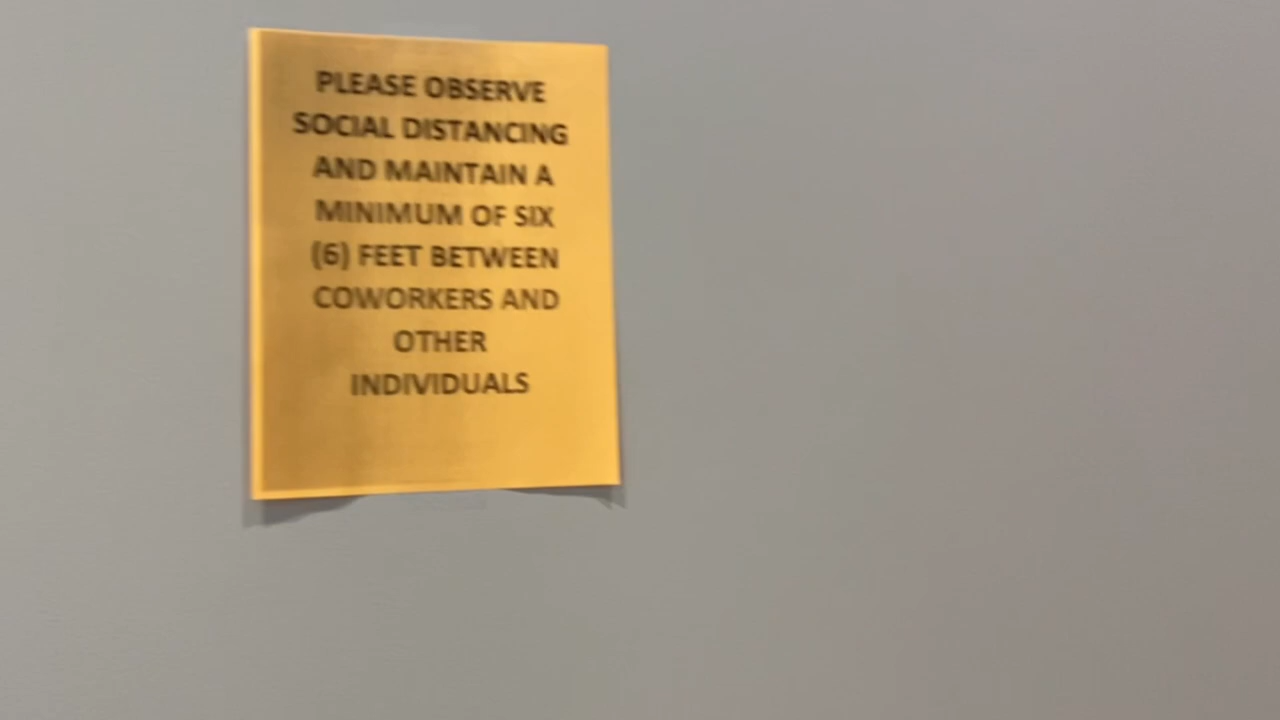 PLEASE OBSERVE
SOCIAL DISTANCING
AND MAINTAIN A
MINIMUM OF SIX
(6) FEET BETWEEN
COWORKERS AND
OTHER
INDIVIDUALS